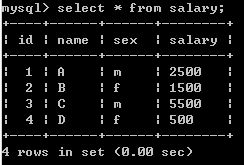 mysql> select * from salary;
+----+------+-----+--------+
| id | name | sex | salary |
+----+------+-----+--------+
| 1 | A | m | 2500 |
| 2 | B | f | 1500 |
| 3 | C | m | 5500 |
| 4 | D | f | 500 |
+----+------+-----+--------+
4 rows in set (0.00 sec)